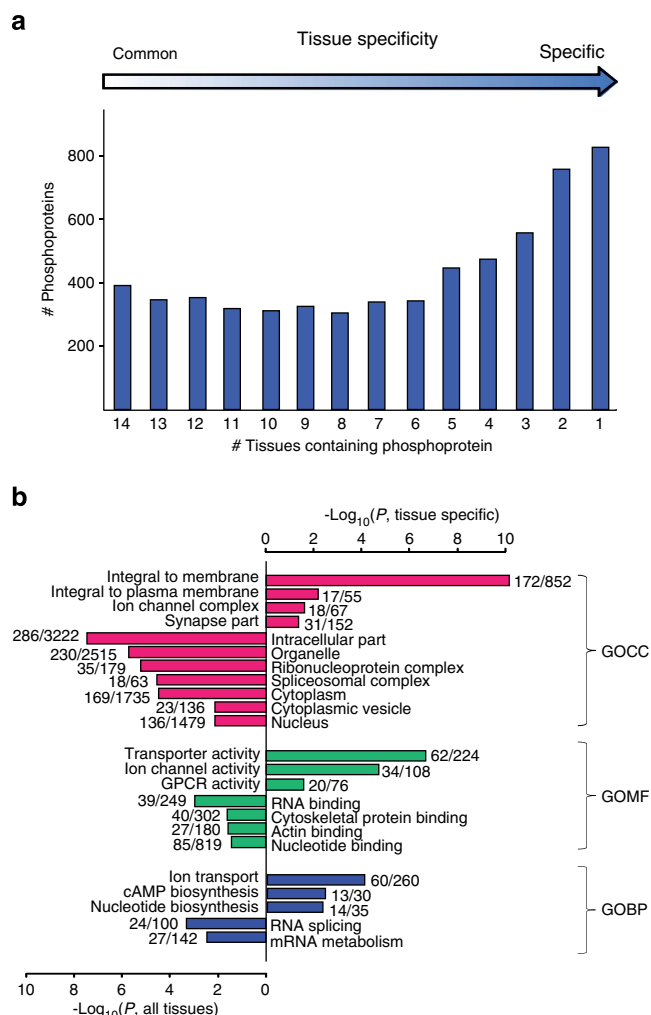 a
Tissue specificity
Common
Specific
# Phosphoproteins
800
600
400
200
14 13 12 11 10 9 8 7 6 5 4 3 2 1
# Tissues containing phosphoprotein
b
-Log10(P, tissue specific)
0 2 4 6 8 10
Integral to membrane 172/852
Integral to plasma membrane 17/55
Ion channel complex 18/67
Synapse part 31/152
286/3222 Intracellular part
230/2515 Organelle
35/179 Ribonucleoprotein complex
18/63 Spliceosomal complex
169/1735 Cytoplasm
23/136 Cytoplasmic vesicle
136/1479 Nucleus
GOCC
Transporter activity 62/224
Ion channel activity 34/108
GPCR activity 20/76
39/249 RNA binding
40/302 Cytoskeletal protein binding
27/180 Actin binding
85/819 Nucleotide binding
GOMF
Ion transport 60/260
cAMP biosynthesis 13/30
Nucleotide biosynthesis 14/35
24/100 RNA splicing
27/142 mRNA metabolism
GOBP
10 8 6 4 2 0
-Log10(P, all tissues)